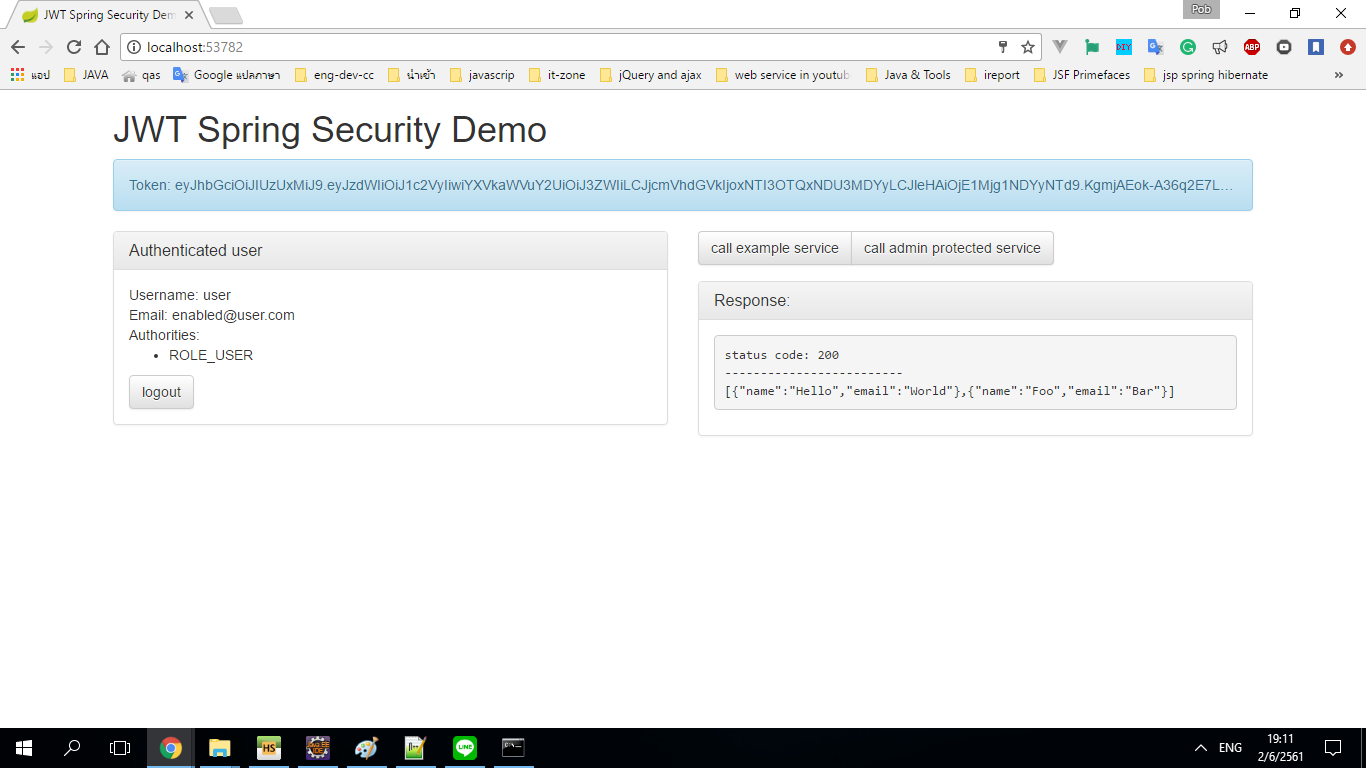 JWT Spring Security Dem
Pob
localhost:53782
แอป
JAVA
qas
Google แปลภาษา
eng-dev-cc
นำเข้า
javascrip
it-zone
jQuery and ajax
web service in youtub
Java & Tools
ireport
JSF Primefaces
jsp spring hibernate
JWT Spring Security Demo
Token: eyJhbGciOiJIUzUxMiJ9.eyJzdWIiOiJ1c2VyIiwiYXVkaWVuY2UiOiJ3ZWIiLCJjcmVhdGVkIjoxNTI3OTQxNDU3MDYyLCJleHAiOjE1Mjg1NDYyNTd9.KgmjAEok-A36q2E7L...
Authenticated user
Username: user
Email: enabled@user.com
Authorities:
• ROLE_USER
logout
call example service
call admin protected service
Response:
status code: 200
-------------------------
[{"name":"Hello","email":"World"},{"name":"Foo","email":"Bar"}]
ABP
HS
LINE
ENG
19:11
2/6/2561